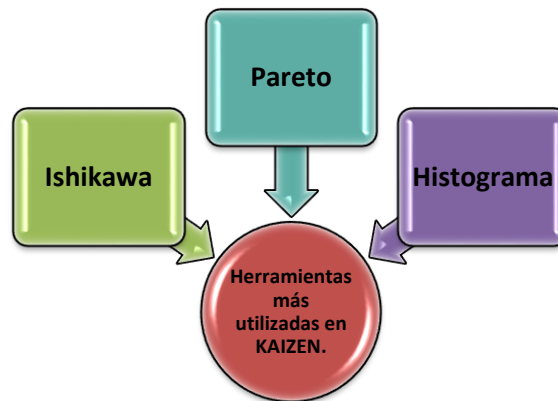 Pareto
Ishikawa
Histograma
Herramientas
más
utilizadas en
KAIZEN.